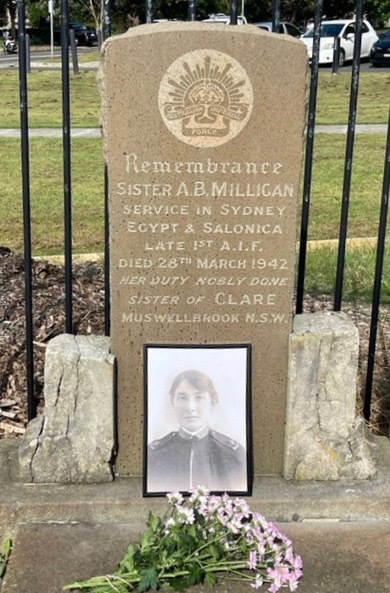 FORCE
Remembrance
SISTER A.B. MILLIGAN
SERVICE IN SYDNEY
EGYPT & SALONICA
LATE 1ST A.I.F.
DIED 28TH MARCH 1942
HER DUTY NOBLY DONE
SISTER OF CLARE
MUSWELLBROOK N.S.W.